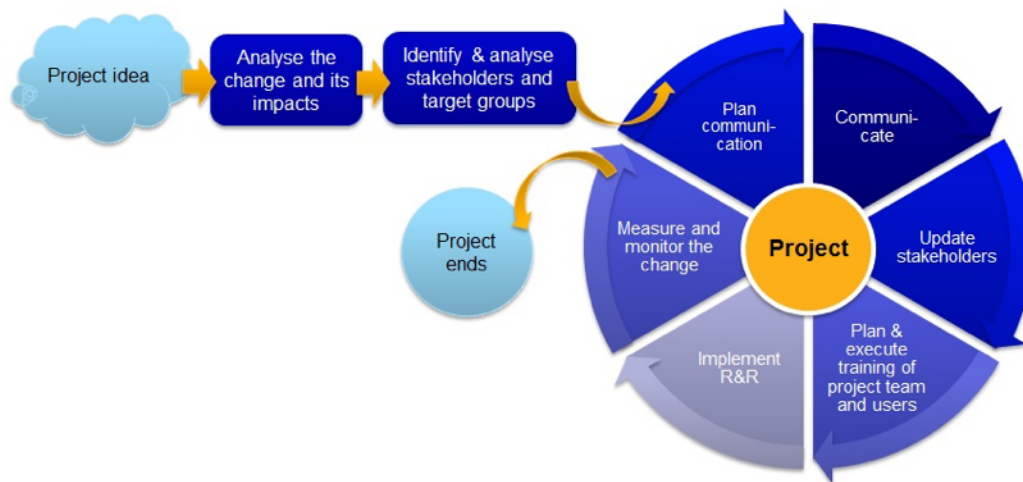 Project idea
Analyse the
change and its
impacts
Identify & analyse
stakeholders and
target groups
Plan
communi-
cation
Communi-
cate
Update
stakeholders
Plan &
execute
training of
project team
and users
Implement
R&R
Measure and
monitor the
change
Project
Project
ends